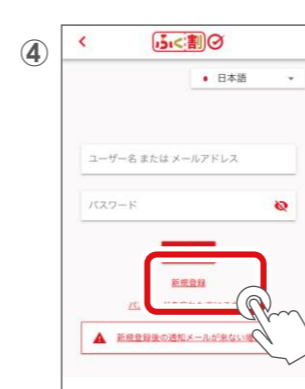 ④
ふく割
日本語
ユーザー名 または メールアドレス
パスワード
新規登録
新規登録後の通知メールが来ない